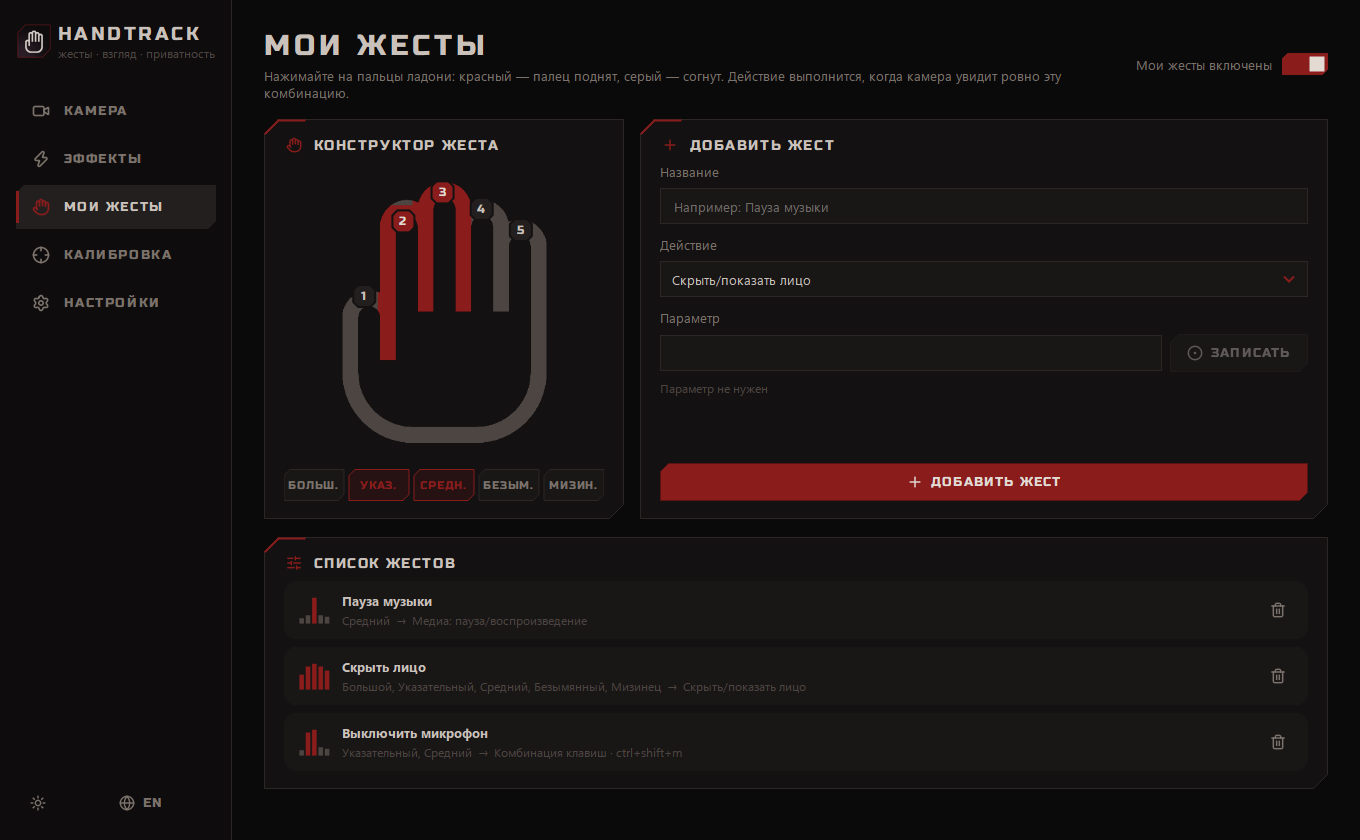 HANDTRACK
жесты · взгляд · приватность
КАМЕРА
ЭФФЕКТЫ
МОИ ЖЕСТЫ
КАЛИБРОВКА
НАСТРОЙКИ
EN
МОИ ЖЕСТЫ
Нажимайте на пальцы ладони: красный — палец поднят, серый — согнут. Действие выполнится, когда камера увидит ровно эту
комбинацию.
Мои жесты включены
КОНСТРУКТОР ЖЕСТА
1
2
3
4
5
БОЛЬШ.
УКАЗ.
СРЕДН.
БЕЗЫМ.
МИЗИН.
ДОБАВИТЬ ЖЕСТ
Название
Например: Пауза музыки
Действие
Скрыть/показать лицо
Параметр
ЗАПИСАТЬ
Параметр не нужен
ДОБАВИТЬ ЖЕСТ
СПИСОК ЖЕСТОВ
Пауза музыки
Средний → Медиа: пауза/воспроизведение
Скрыть лицо
Большой, Указательный, Средний, Безымянный, Мизинец → Скрыть/показать лицо
Выключить микрофон
Указательный, Средний → Комбинация клавиш · ctrl+shift+m